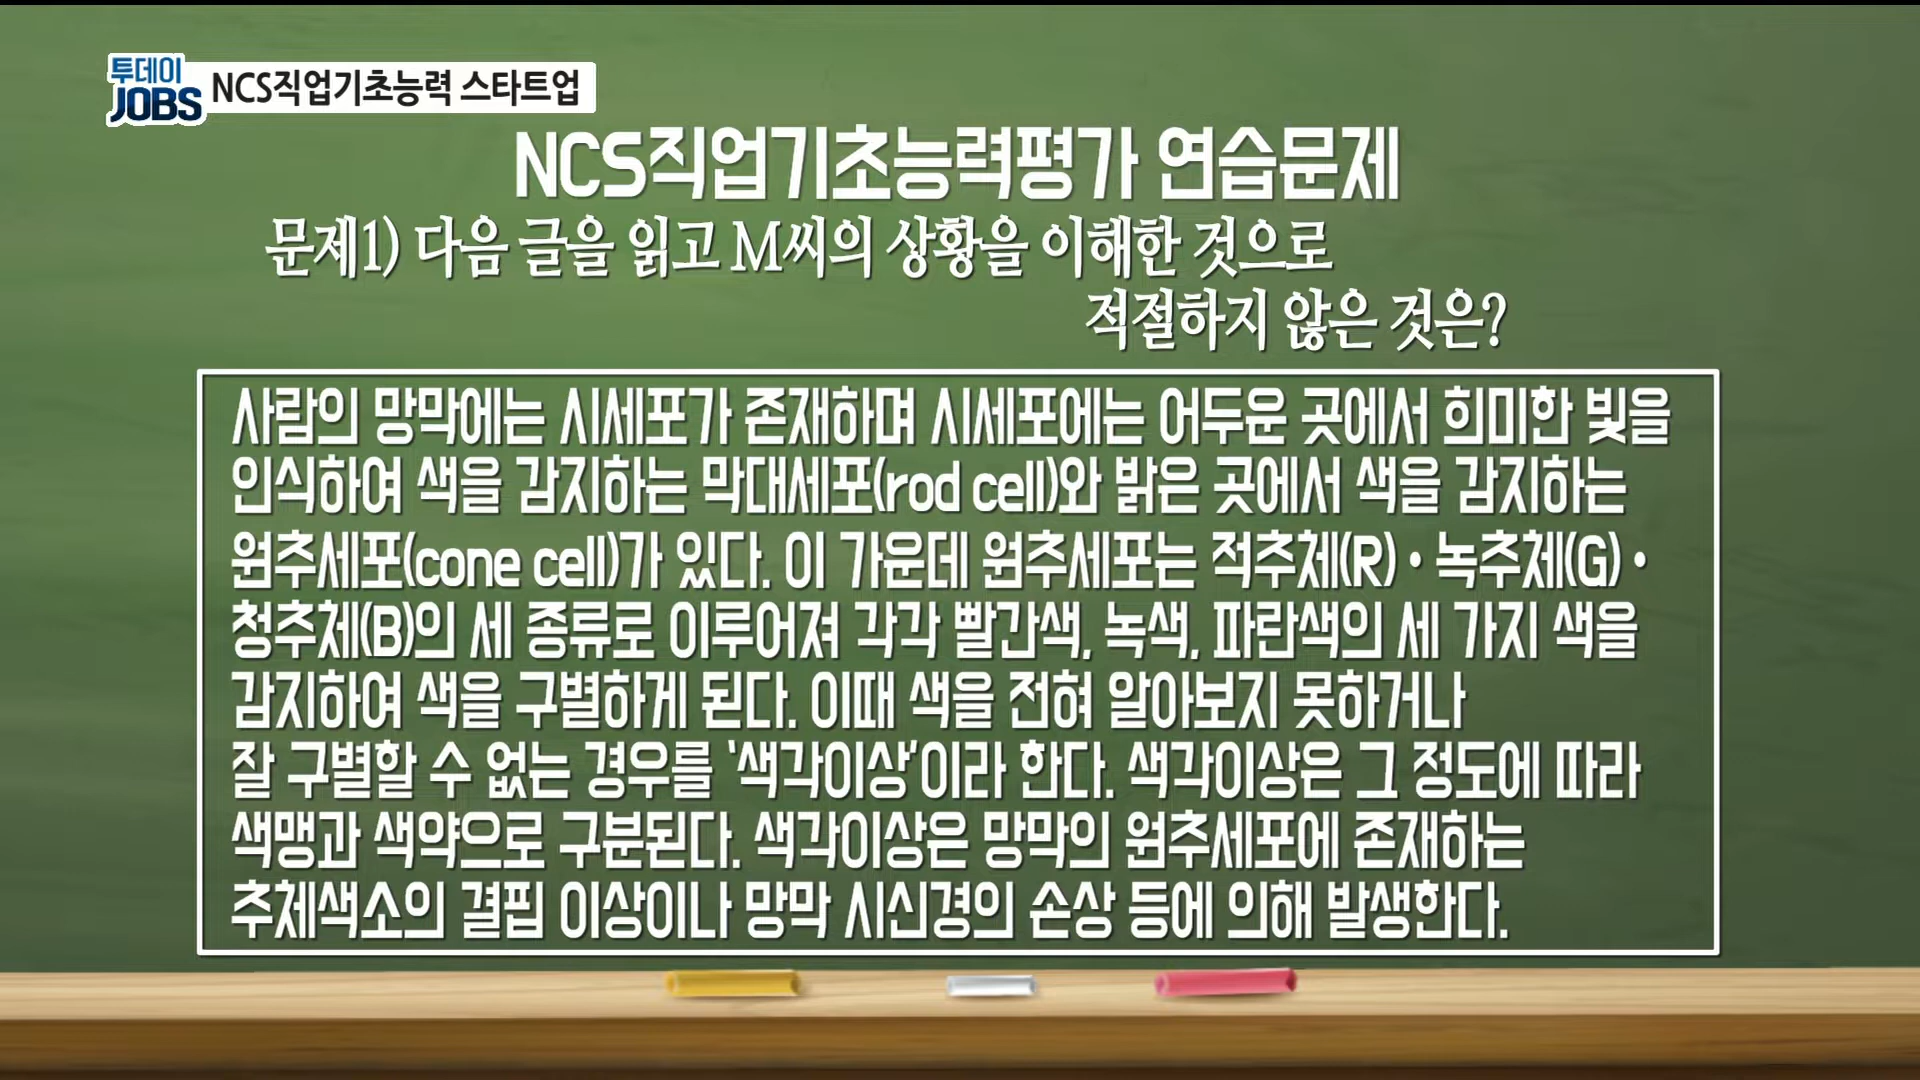 투데이
JOBS
NCS직업기초능력 스타트업
NCS직업기초능력평가 연습문제
문제1) 다음 글을 읽고 M씨의 상황을 이해한 것으로
적절하지 않은 것은?
사람의 망막에는 시세포가 존재하며 시세포에는 어두운 곳에서 희미한 빛을
인식하여 색을 감지하는 막대세포(rod cell)와 밝은 곳에서 색을 감지하는
원추세포(cone cell)가 있다. 이 가운데 원추세포는 적추체(R)·녹추체(G)·
청추체(B)의 세 종류로 이루어져 각각 빨간색, 녹색, 파란색의 세 가지 색을
감지하여 색을 구별하게 된다. 이때 색을 전혀 알아보지 못하거나
잘 구별할 수 없는 경우를 '색각이상'이라 한다. 색각이상은 그 정도에 따라
색맹과 색약으로 구분된다. 색각이상은 망막의 원추세포에 존재하는
추체색소의 결핍 이상이나 망막 시신경의 손상 등에 의해 발생한다.